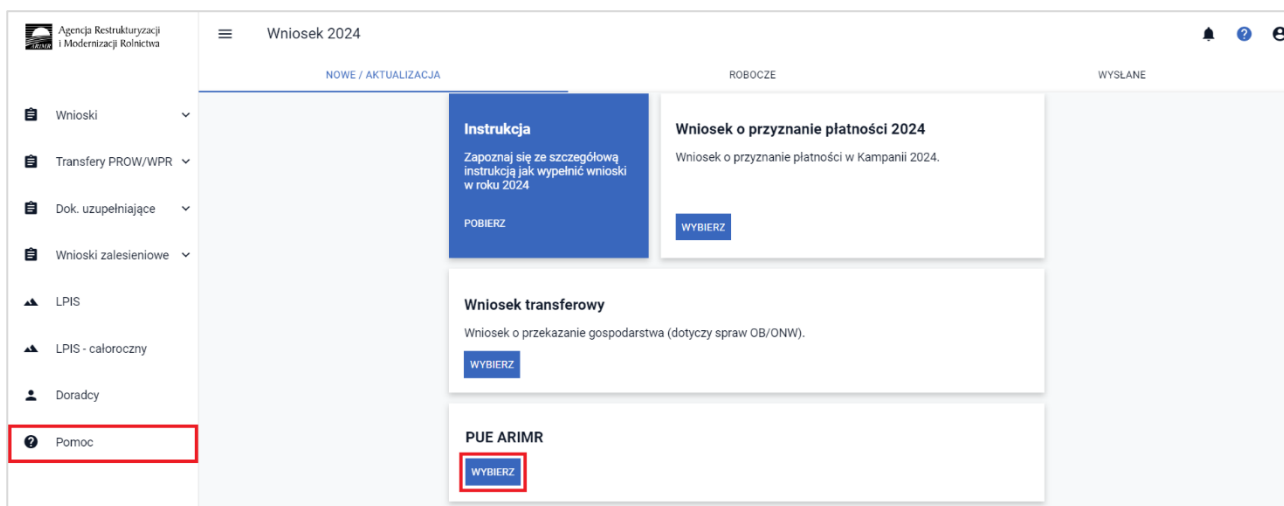 Agencja Restrukturyzacji
i Modernizacji Rolnictwa
ARIMR
Wniosek 2024
NOWE / AKTUALIZACJA
ROBOCZE
WYSŁANE
Wnioski
Transfery PROW/WPR
Dok. uzupełniające
Wnioski zalesieniowe
LPIS
LPIS - całoroczny
Doradcy
Pomoc
Instrukcja
Zapoznaj się ze szczegółową
instrukcją jak wypełnić wnioski
w roku 2024
POBIERZ
Wniosek o przyznanie płatności 2024
Wniosek o przyznanie płatności w Kampanii 2024.
WYBIERZ
Wniosek transferowy
Wniosek o przekazanie gospodarstwa (dotyczy spraw OB/ONW).
WYBIERZ
PUE ARIMR
WYBIERZ